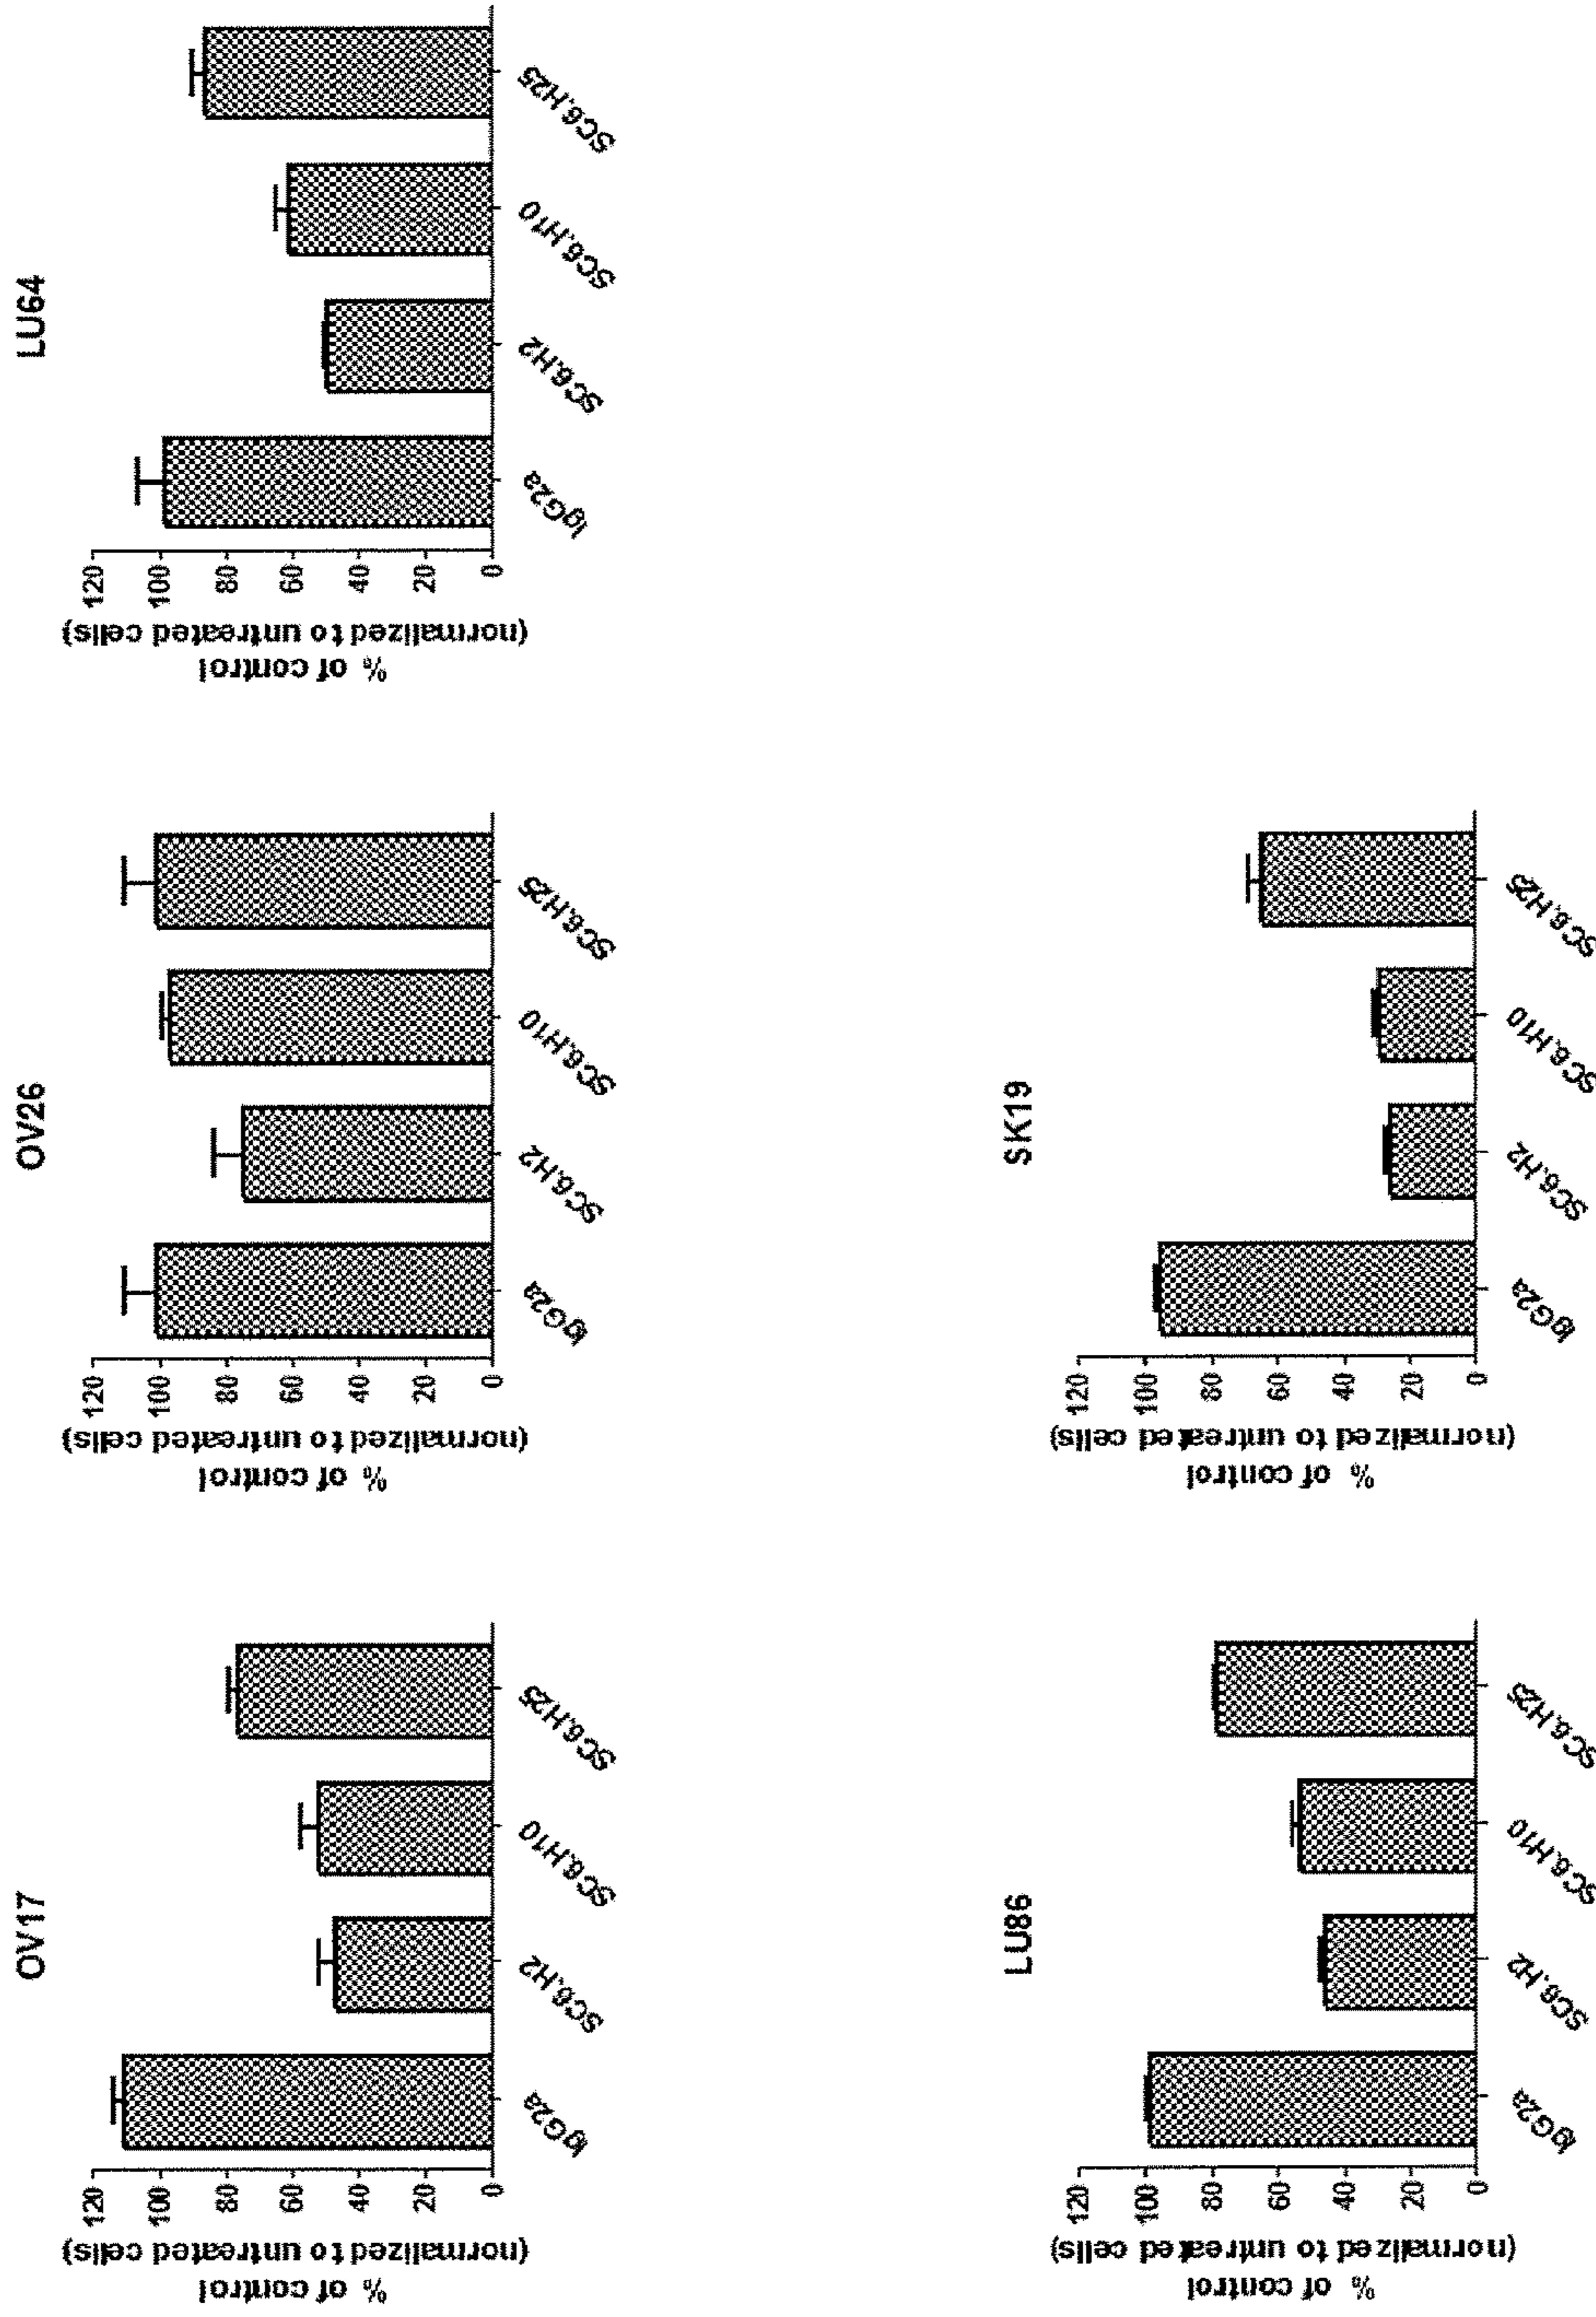 OV17
% of control
(normalized to untreated cells)
120
100
80
60
40
20
0
IgG2a
SC6.H2
SC6.H10
SC6.H25
OV26
% of control
(normalized to untreated cells)
120
100
80
60
40
20
0
IgG2a
SC6.H2
SC6.H10
SC6.H25
LU64
% of control
(normalized to untreated cells)
120
100
80
60
40
20
0
IgG2a
SC6.H2
SC6.H10
SC6.H25
LU86
% of control
(normalized to untreated cells)
120
100
80
60
40
20
0
IgG2a
SC6.H2
SC6.H10
SC6.H25
SK19
% of control
(normalized to untreated cells)
120
100
80
60
40
20
0
IgG2a
SC6.H2
SC6.H10
SC6.H25